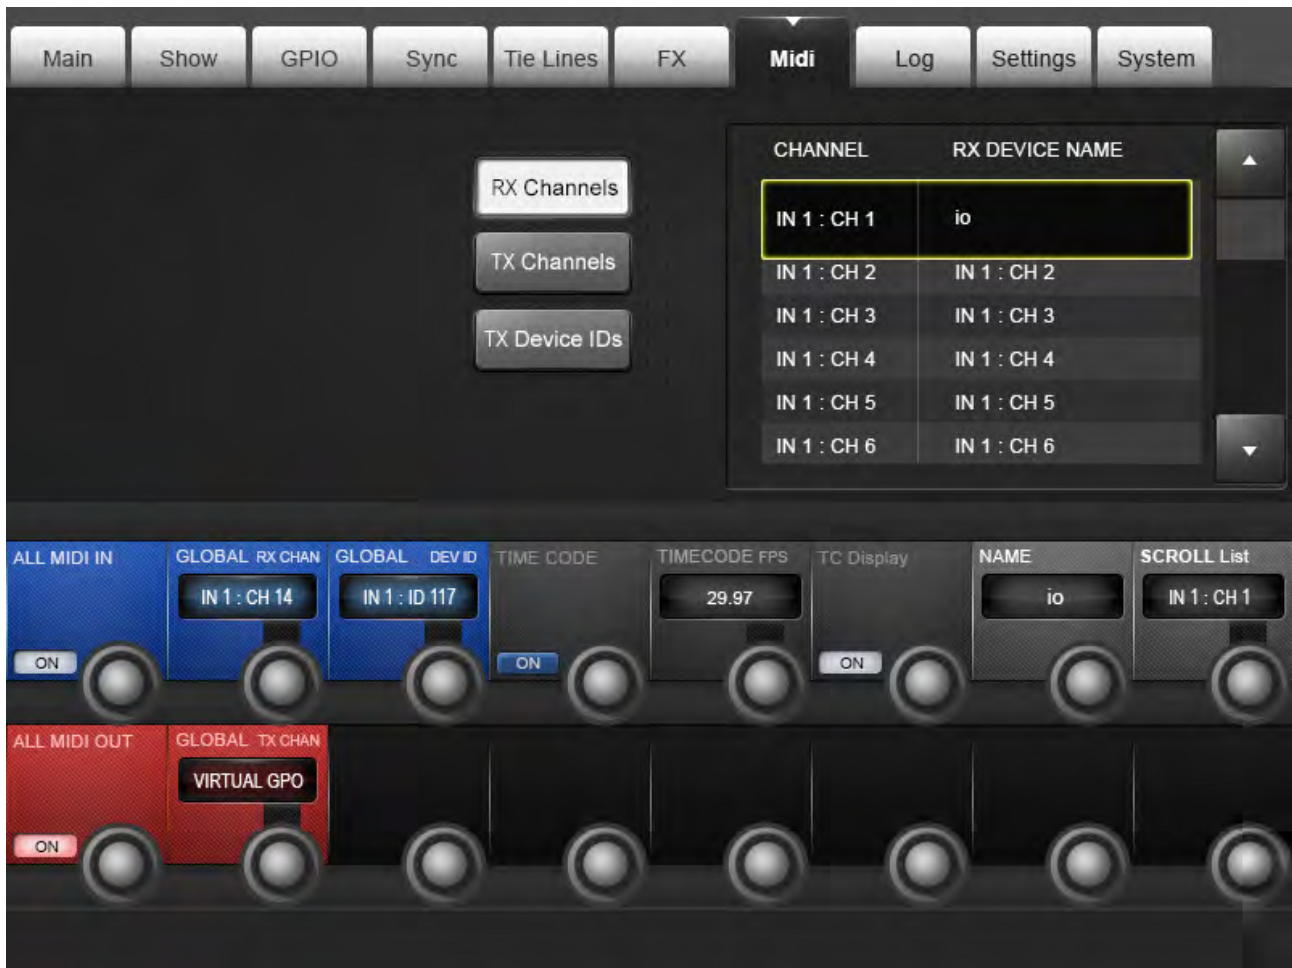 Main Show GPIO Sync Tie Lines FX Midi Log Settings System
CHANNEL RX DEVICE NAME
RX Channels
IN 1 : CH 1 io
TX Channels
IN 1 : CH 2 IN 1 : CH 2
IN 1 : CH 3 IN 1 : CH 3
TX Device IDs
IN 1 : CH 4 IN 1 : CH 4
IN 1 : CH 5 IN 1 : CH 5
IN 1 : CH 6 IN 1 : CH 6
ALL MIDI IN GLOBAL RX CHAN GLOBAL DEV ID TIME CODE TIMECODE FPS TC Display NAME SCROLL List
IN 1 : CH 14 IN 1 : ID 117 29.97 io IN 1 : CH 1
ON ON ON
ALL MIDI OUT GLOBAL TX CHAN
VIRTUAL GPO
ON